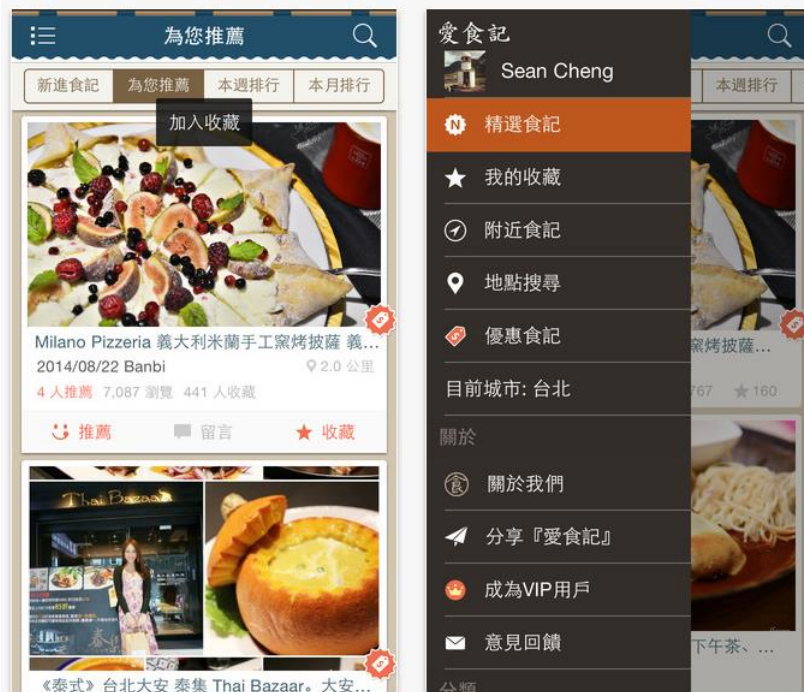 為您推薦
新進食記 為您推薦 本週排行 本月排行
加入收藏
Milano Pizzeria 義大利米蘭手工窯烤披薩 義...
2014/08/22 Banbi 2.0 公里
4 人推薦 7,087 瀏覽 441 人收藏
推薦 留言 收藏
Thai Bazaar
《泰式》台北大安 泰集 Thai Bazaar。大安...
愛食記
Sean Cheng
精選食記
我的收藏
附近食記
地點搜尋
優惠食記
目前城市: 台北
關於
關於我們
分享『愛食記』
成為VIP用戶
意見回饋
分類
本週排行
窯烤披薩...
767 160
下午茶、...